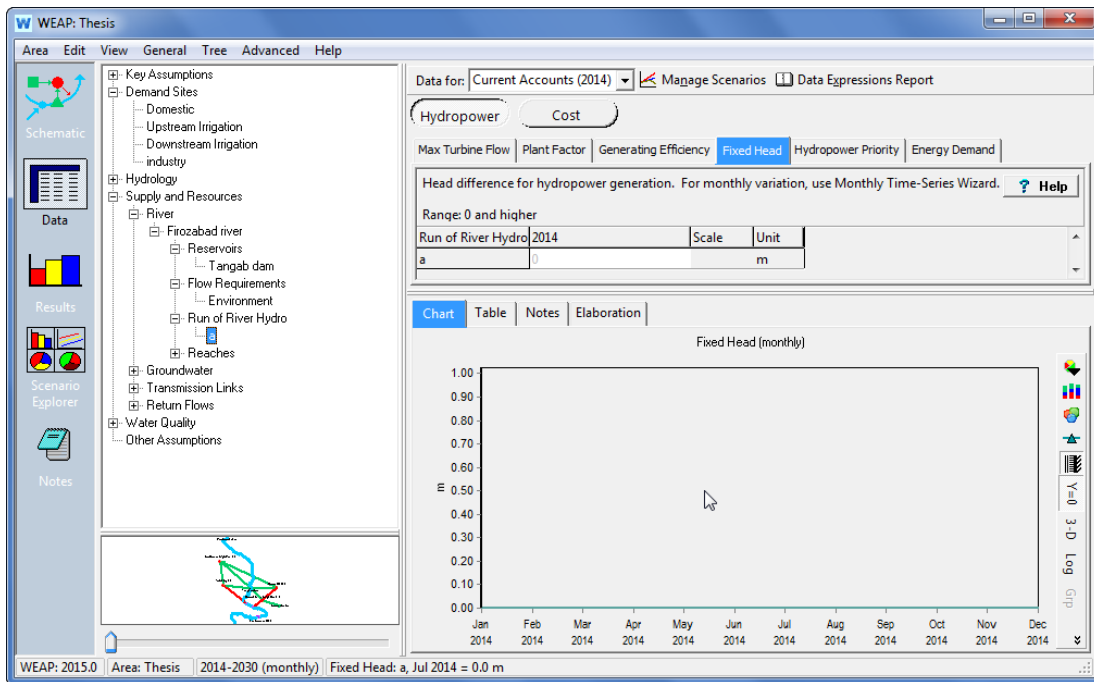 WEAP: Thesis
Area Edit View General Tree Advanced Help
Schematic
Data
Results
Scenario
Explorer
Notes
Key Assumptions
Demand Sites
Domestic
Upstream Irrigation
Downstream Irrigation
industry
Hydrology
Supply and Resources
River
Firozabad river
Reservoirs
Tangab dam
Flow Requirements
Environment
Run of River Hydro
a
Reaches
Groundwater
Transmission Links
Return Flows
Water Quality
Other Assumptions
Data for: Current Accounts (2014) Manage Scenarios Data Expressions Report
Hydropower Cost
Max Turbine Flow Plant Factor Generating Efficiency Fixed Head Hydropower Priority Energy Demand
Head difference for hydropower generation. For monthly variation, use Monthly Time-Series Wizard. ? Help
Range: 0 and higher
Run of River Hydro 2014 Scale Unit
a 0 m
Chart Table Notes Elaboration
Fixed Head (monthly)
1.00
0.90
0.80
0.70
0.60
0.50
0.40
0.30
0.20
0.10
0.00
m
Jan Feb Mar Apr May Jun Jul Aug Sep Oct Nov Dec
2014 2014 2014 2014 2014 2014 2014 2014 2014 2014 2014 2014
Y=0
3-D
Log
Grp
WEAP: 2015.0 Area: Thesis 2014-2030 (monthly) Fixed Head: a, Jul 2014 = 0.0 m